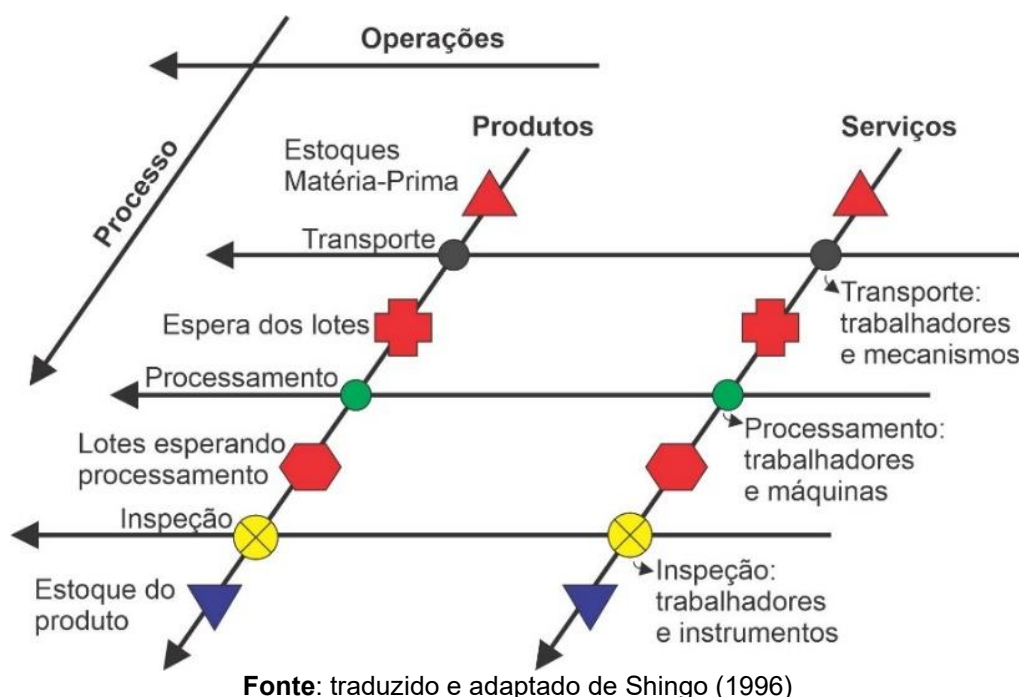 Operações
Processo
Produtos
Serviços
Estoques
Matéria-Prima
Transporte
Transporte:
trabalhadores
e mecanismos
Espera dos lotes
Processamento
Processamento:
trabalhadores
e máquinas
Lotes esperando
processamento
Inspeção
Inspeção:
trabalhadores
e instrumentos
Estoque do
produto
Fonte: traduzido e adaptado de Shingo (1996)